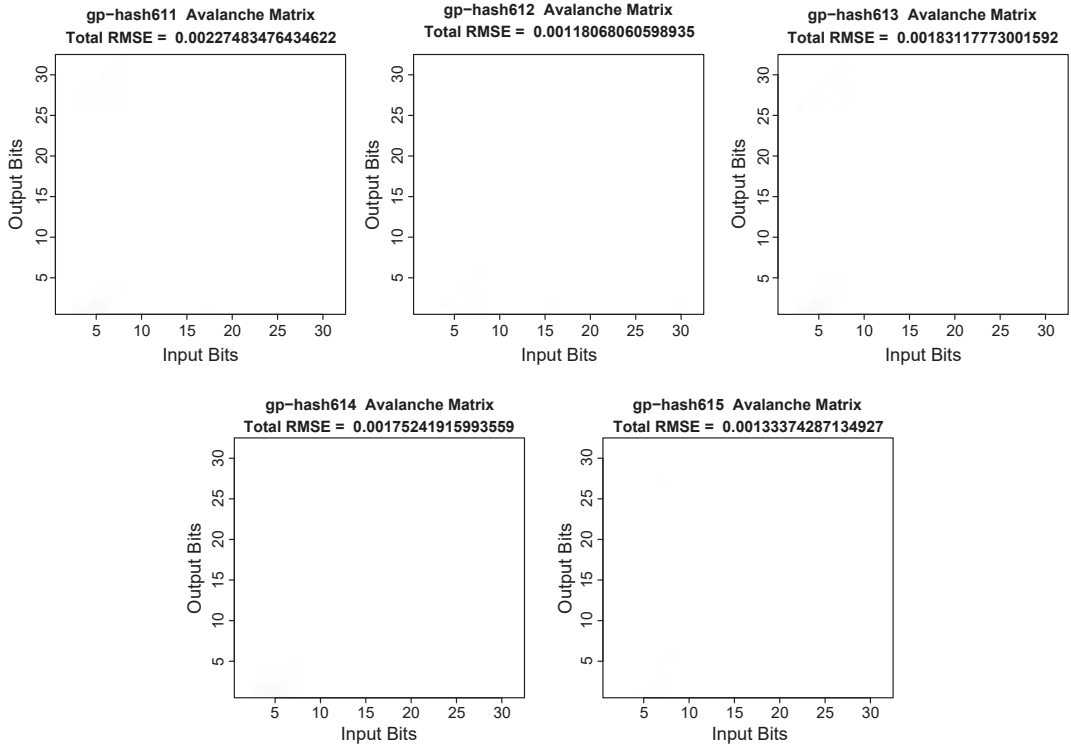 gp−hash611 Avalanche Matrix
Total RMSE = 0.00227483476434622
30
25
20
15
10
5
Output Bits
5 10 15 20 25 30
Input Bits
gp−hash612 Avalanche Matrix
Total RMSE = 0.00118068060598935
30
25
20
15
10
5
Output Bits
5 10 15 20 25 30
Input Bits
gp−hash613 Avalanche Matrix
Total RMSE = 0.00183117773001592
30
25
20
15
10
5
Output Bits
5 10 15 20 25 30
Input Bits
gp−hash614 Avalanche Matrix
Total RMSE = 0.00175241915993559
30
25
20
15
10
5
Output Bits
5 10 15 20 25 30
Input Bits
gp−hash615 Avalanche Matrix
Total RMSE = 0.00133374287134927
30
25
20
15
10
5
Output Bits
5 10 15 20 25 30
Input Bits